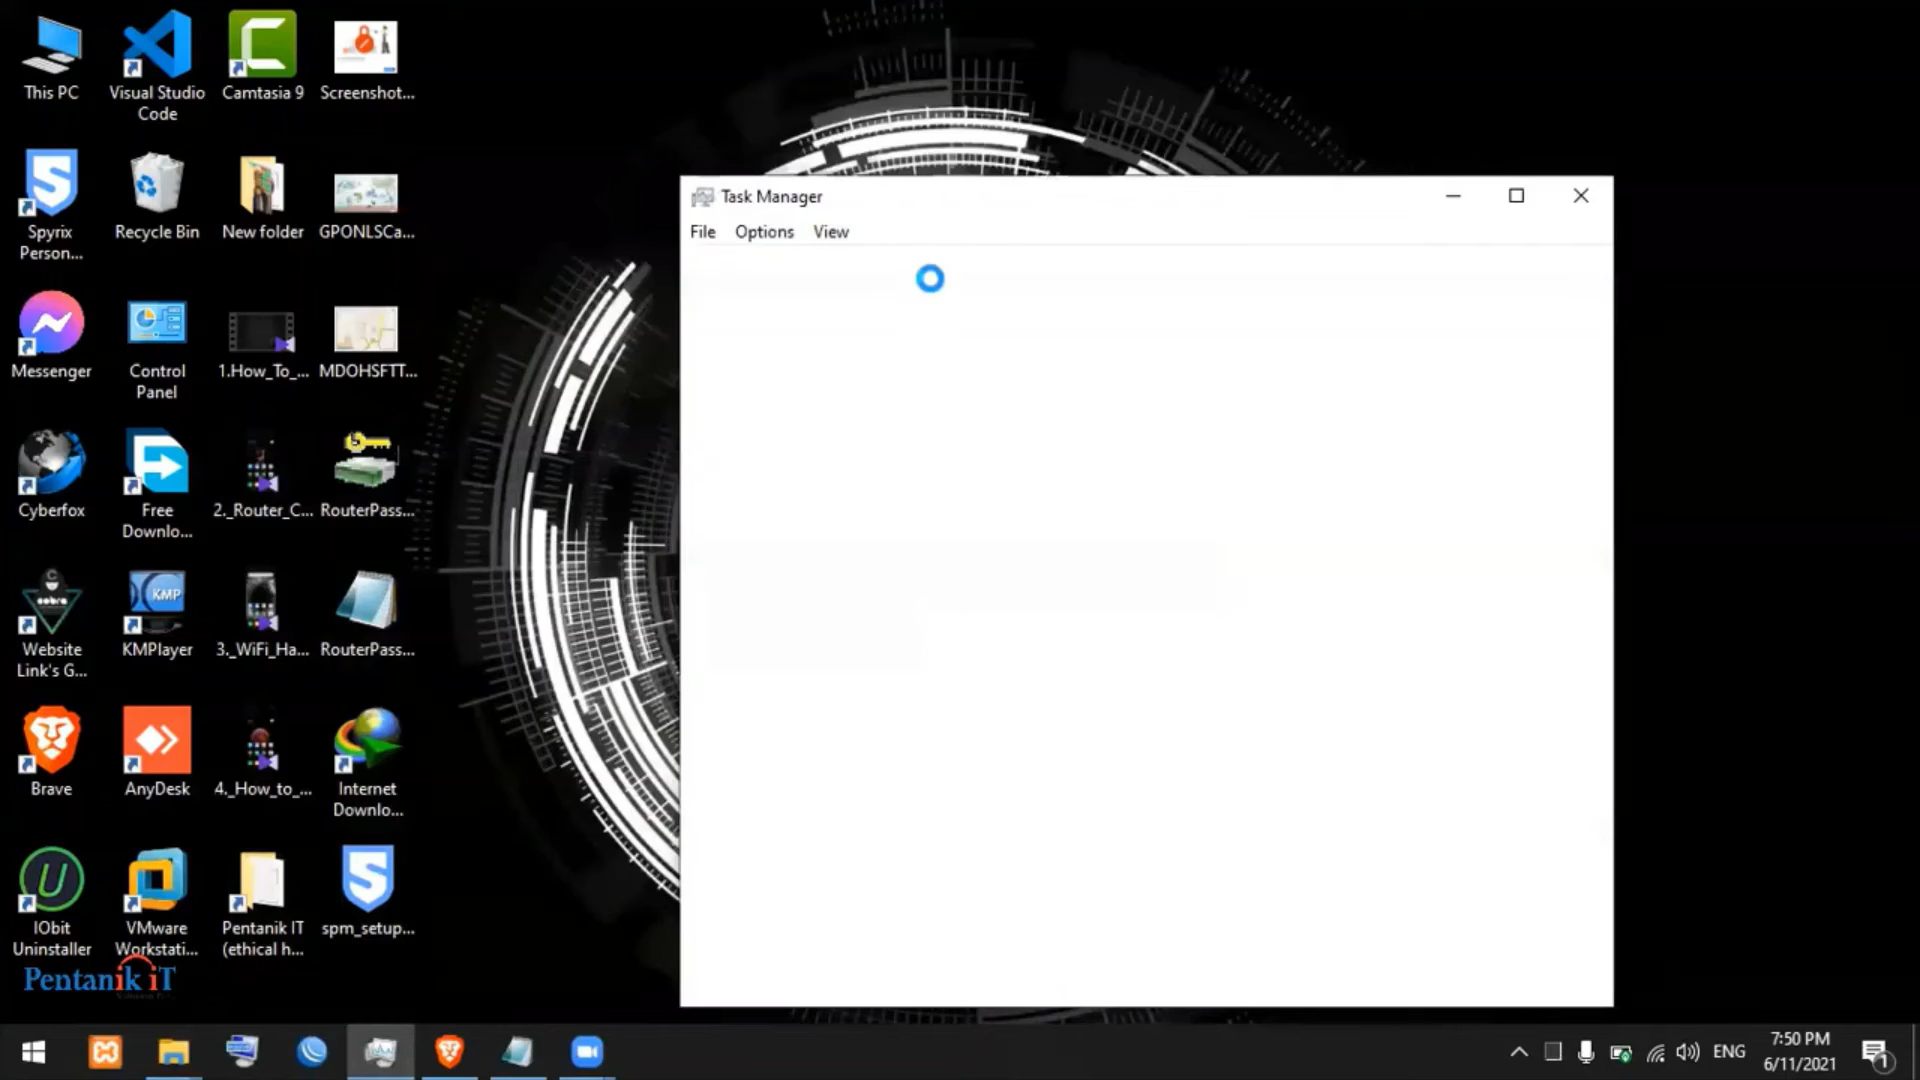 This PC
Visual Studio
Code
Camtasia 9
Screenshot...
Spyrix
Person...
Recycle Bin
New folder
GPONLSCa...
Messenger
Control
Panel
1.How_To_...
MDOHSFTT...
Cyberfox
Free
Downlo...
2._Router_C...
RouterPass...
Website
Link's G...
KMPlayer
3._WiFi_Ha...
RouterPass...
Brave
AnyDesk
4._How_to_...
Internet
Downlo...
IObit
Uninstaller
VMware
Workstati...
Pentanik IT
(ethical h...
spm_setup...
Pentanik iT
KMP
Task Manager
File
Options
View
ENG
7:50 PM
6/11/2021
1